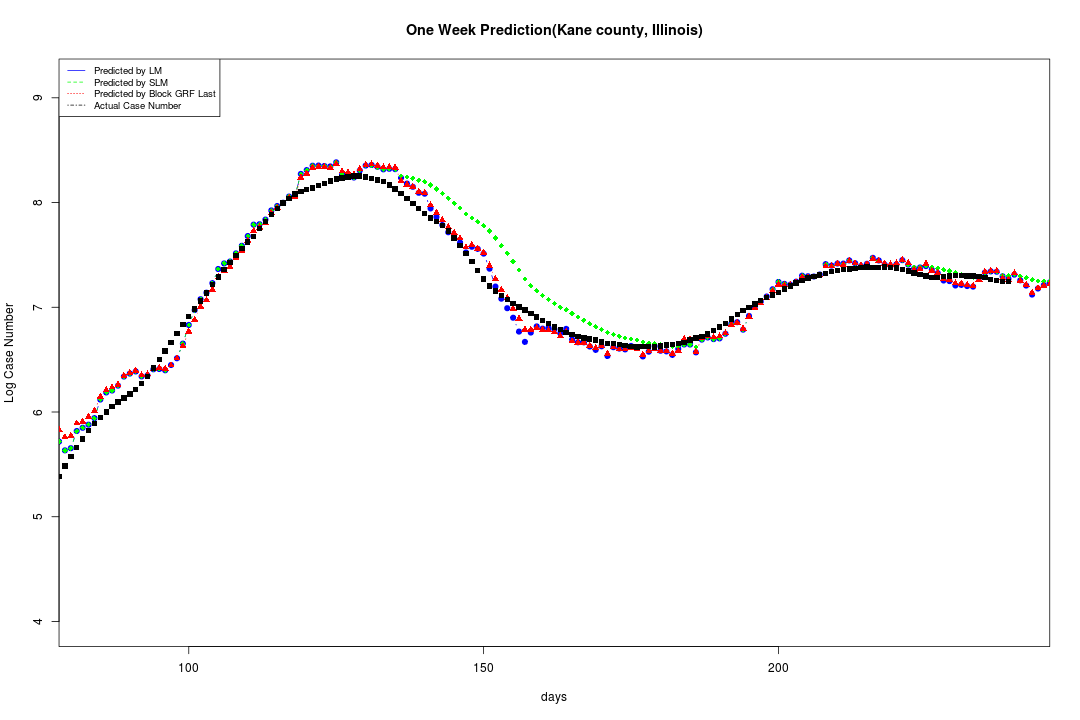 One Week Prediction(Kane county, Illinois)
Predicted by LM
Predicted by SLM
Predicted by Block GRF Last
Actual Case Number
9
8
7
6
5
4
Log Case Number
100 150 200
days